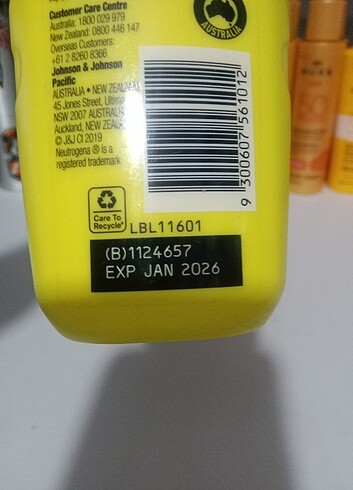 Customer Care Centre
Australia: 1800 029 979
New Zealand: 0800 446 147
Overseas Customers:
+61 2 8260 8366
Johnson & Johnson
Pacific
AUSTRALIA • NEW ZEALAND
45 Jones Street,
NSW 2007 AUSTRALIA
Auckland, NEW ZEALAND
© J&J CI 2019
Neutrogena ® is a
registered trademark
AUSTRALIA
9 300607 561012
Care To
Recycle®
LBL11601
(B)1124657
EXP JAN 2026
NUXE
50